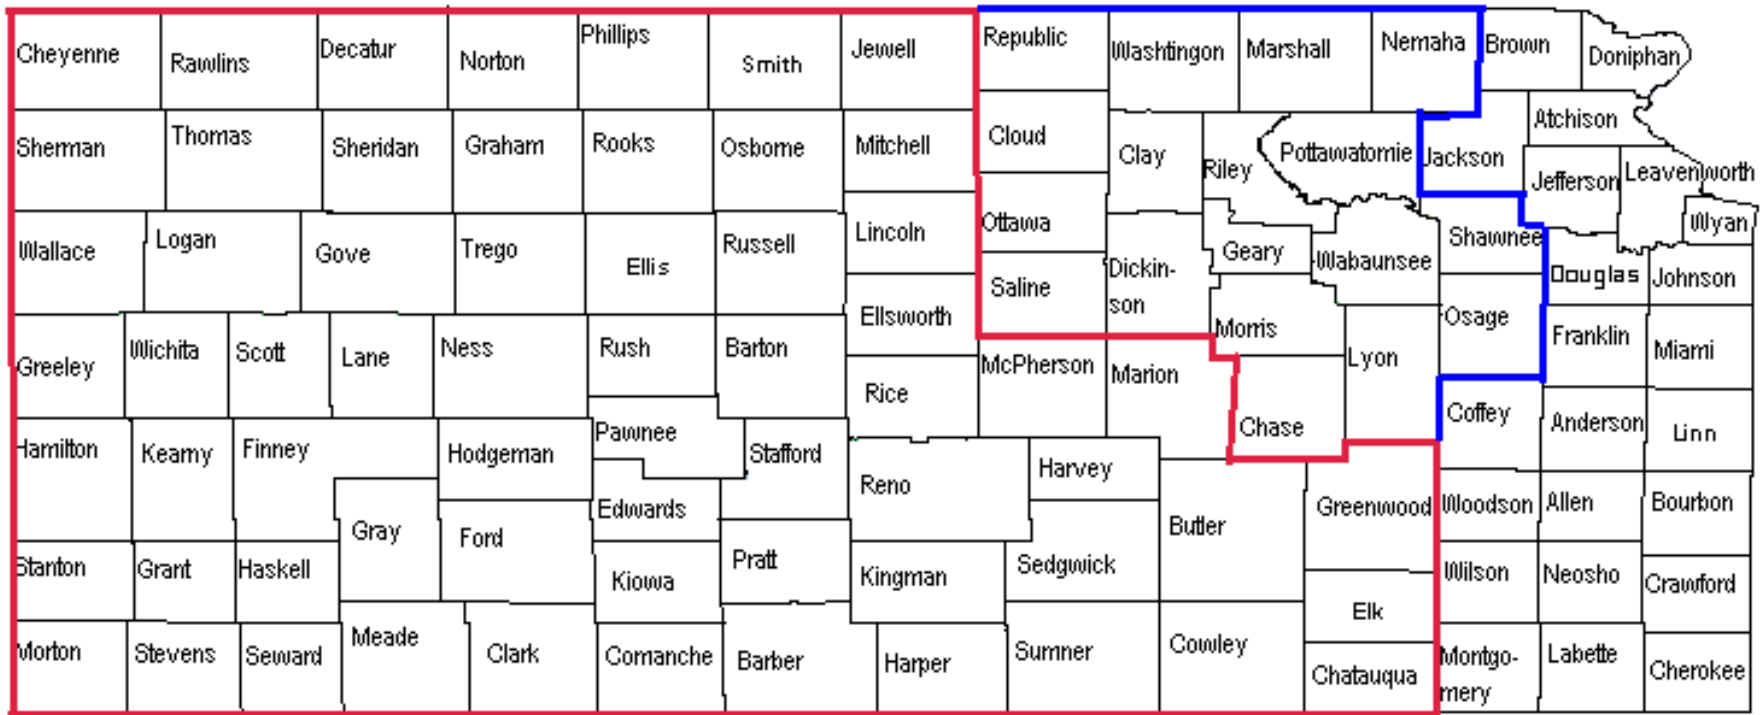 Cheyenne
Rawlins
Decatur
Norton
Phillips
Smith
Jewell
Republic
Washtingon
Marshall
Nemaha
Brown
Doniphan
Sherman
Thomas
Sheridan
Graham
Rooks
Osborne
Mitchell
Cloud
Clay
Riley
Pottawatomie
Jackson
Atchison
Jefferson
Leavenworth
Wyan
Wallace
Logan
Gove
Trego
Ellis
Russell
Lincoln
Ottawa
Saline
Dickin-
son
Geary
Wabaunsee
Shawnee
Douglas
Johnson
Greeley
Wichita
Scott
Lane
Ness
Rush
Barton
Ellsworth
Rice
McPherson
Marion
Morris
Chase
Lyon
Osage
Franklin
Miami
Hamilton
Kearny
Finney
Hodgeman
Pawnee
Stafford
Reno
Harvey
Butler
Greenwood
Coffey
Anderson
Linn
Gray
Ford
Edwards
Woodson
Allen
Bourbon
Stanton
Grant
Haskell
Kiowa
Pratt
Kingman
Sedgwick
Elk
Wilson
Neosho
Crawford
Morton
Stevens
Seward
Meade
Clark
Comanche
Barber
Harper
Sumner
Cowley
Chatauqua
Montgo-
mery
Labette
Cherokee